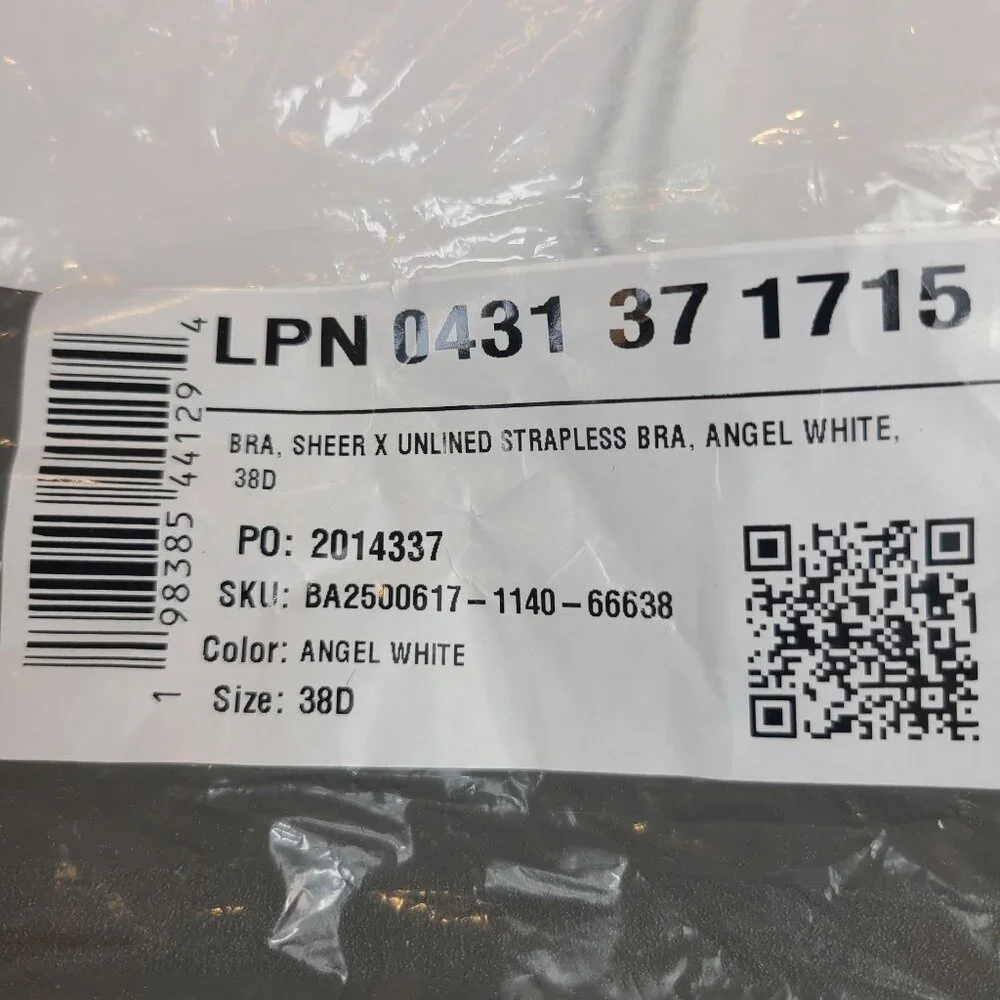 LPN 0431 37 1715
BRA, SHEER X UNLINED STRAPLESS BRA, ANGEL WHITE,
38D
PO: 2014337
SKU: BA2500617-1140-66638
Color: ANGEL WHITE
Size: 38D
1 98385 44129 4